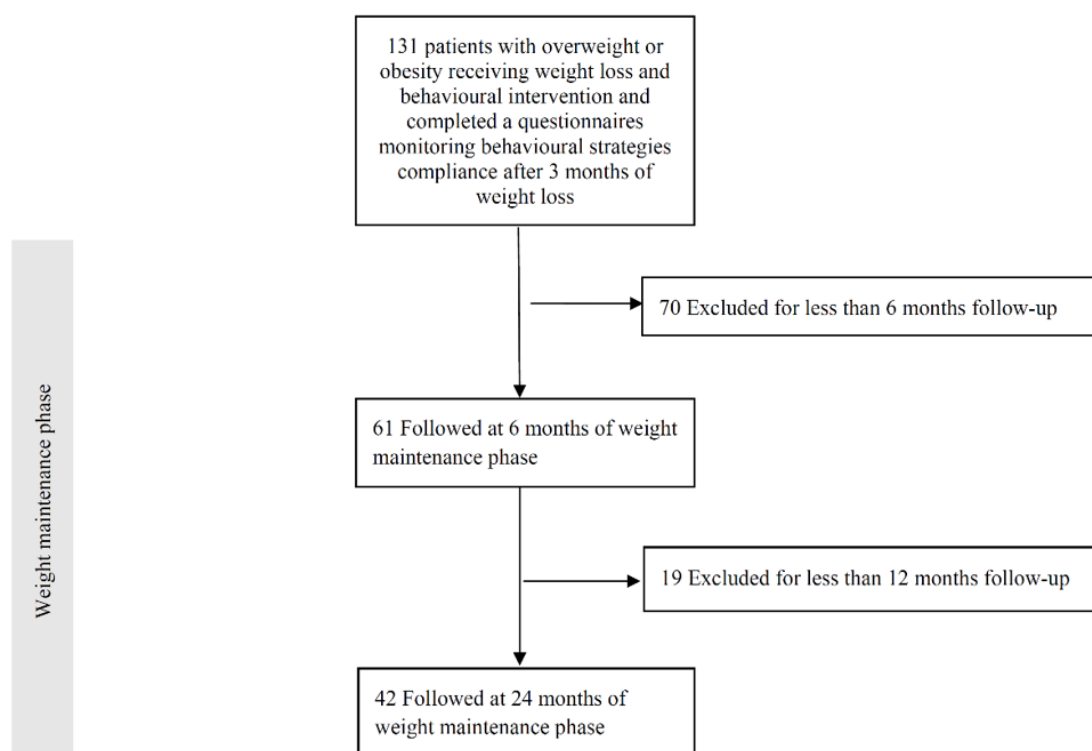 131 patients with overweight or
obesity receiving weight loss and
behavioural intervention and
completed a questionnaires
monitoring behavioural strategies
compliance after 3 months of
weight loss
70 Excluded for less than 6 months follow-up
Weight maintenance phase
61 Followed at 6 months of weight
maintenance phase
19 Excluded for less than 12 months follow-up
42 Followed at 24 months of
weight maintenance phase